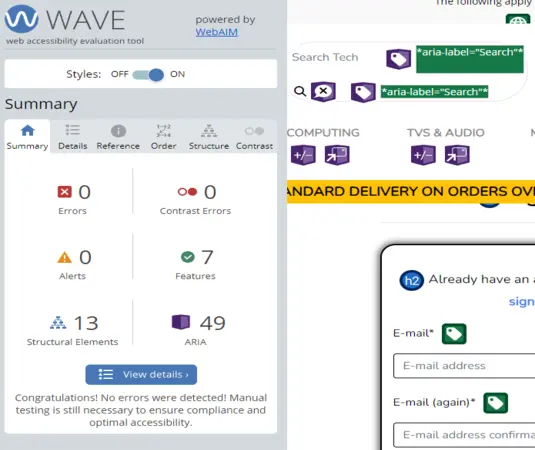 WAVE
powered by
WebAIM
web accessibility evaluation tool
Styles: OFF ON
Summary
Summary Details Reference Order Structure Contrast
0
Errors
0
Contrast Errors
0
Alerts
7
Features
13
Structural Elements
49
ARIA
View details ›
Congratulations! No errors were detected! Manual
testing is still necessary to ensure compliance and
optimal accessibility.
The following apply
Search Tech
*aria-label="Search"*
*aria-label="Search"*
COMPUTING TVS & AUDIO
+/- +/-
ANDARD DELIVERY ON ORDERS OV
h2 Already have an a
sign
E-mail*
E-mail address
E-mail (again)*
E-mail address confirma